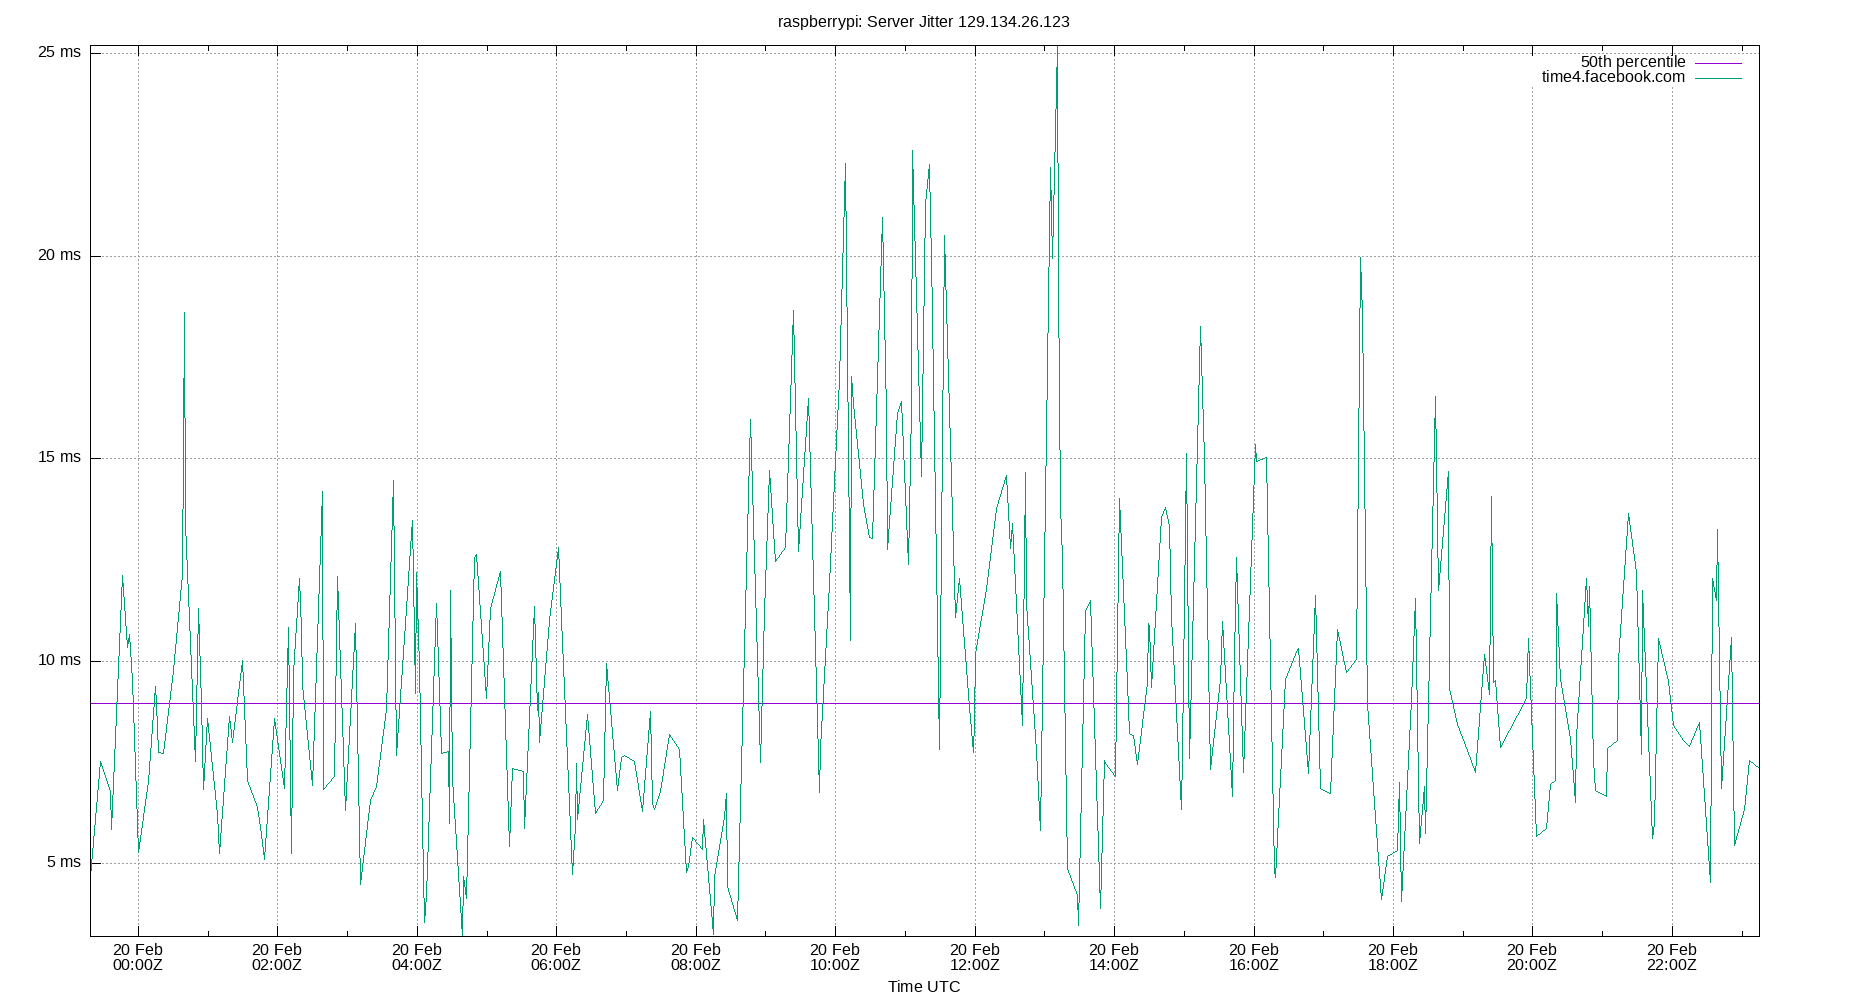 raspberrypi: Server Jitter 129.134.26.123
25 ms
50th percentile
time4.facebook.com
20 ms
15 ms
10 ms
5 ms
20 Feb 20 Feb 20 Feb 20 Feb 20 Feb 20 Feb 20 Feb 20 Feb 20 Feb 20 Feb 20 Feb 20 Feb
00:00Z 02:00Z 04:00Z 06:00Z 08:00Z 10:00Z 12:00Z 14:00Z 16:00Z 18:00Z 20:00Z 22:00Z
Time UTC